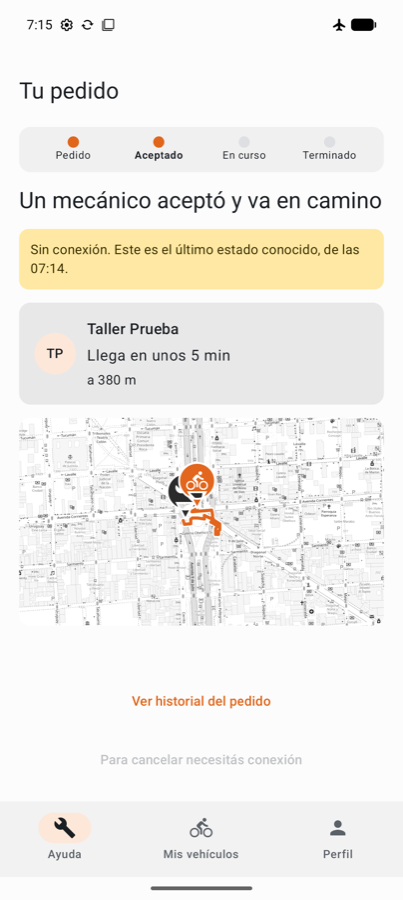 7:15
Tu pedido
Pedido
Aceptado
En curso
Terminado
Un mecánico aceptó y va en camino
Sin conexión. Este es el último estado conocido, de las
07:14.
TP
Taller Prueba
Llega en unos 5 min
a 380 m
Ver historial del pedido
Para cancelar necesitás conexión
Ayuda
Mis vehículos
Perfil